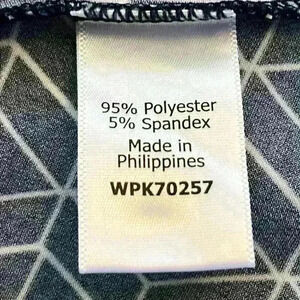 95% Polyester
5% Spandex
Made in
Philippines
WPK70257